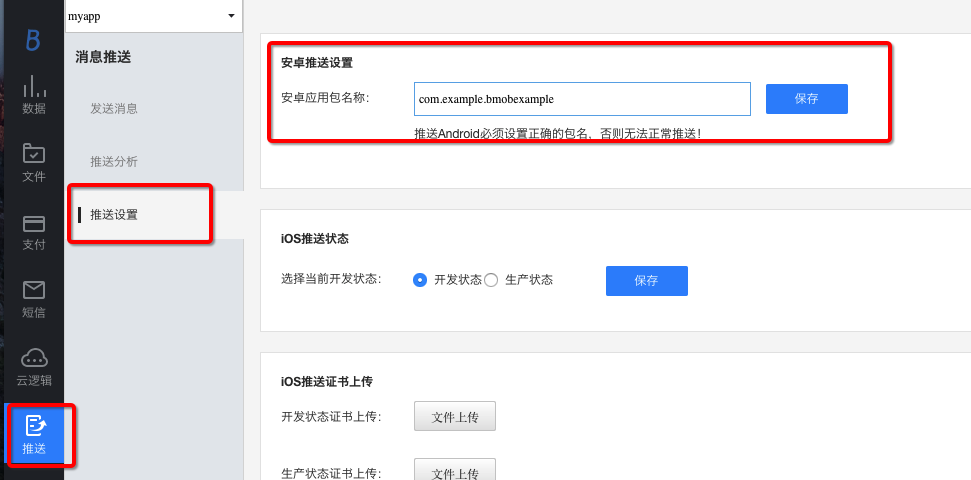 myapp
B
数据
文件
支付
短信
云逻辑
推送
消息推送
发送消息
推送分析
推送设置
安卓推送设置
安卓应用包名称： com.example.bmobexample 保存
推送Android必须设置正确的包名，否则无法正常推送！
iOS推送状态
选择当前开发状态： 开发状态 生产状态 保存
iOS推送证书上传
开发状态证书上传： 文件上传
生产状态证书上传： 文件上传